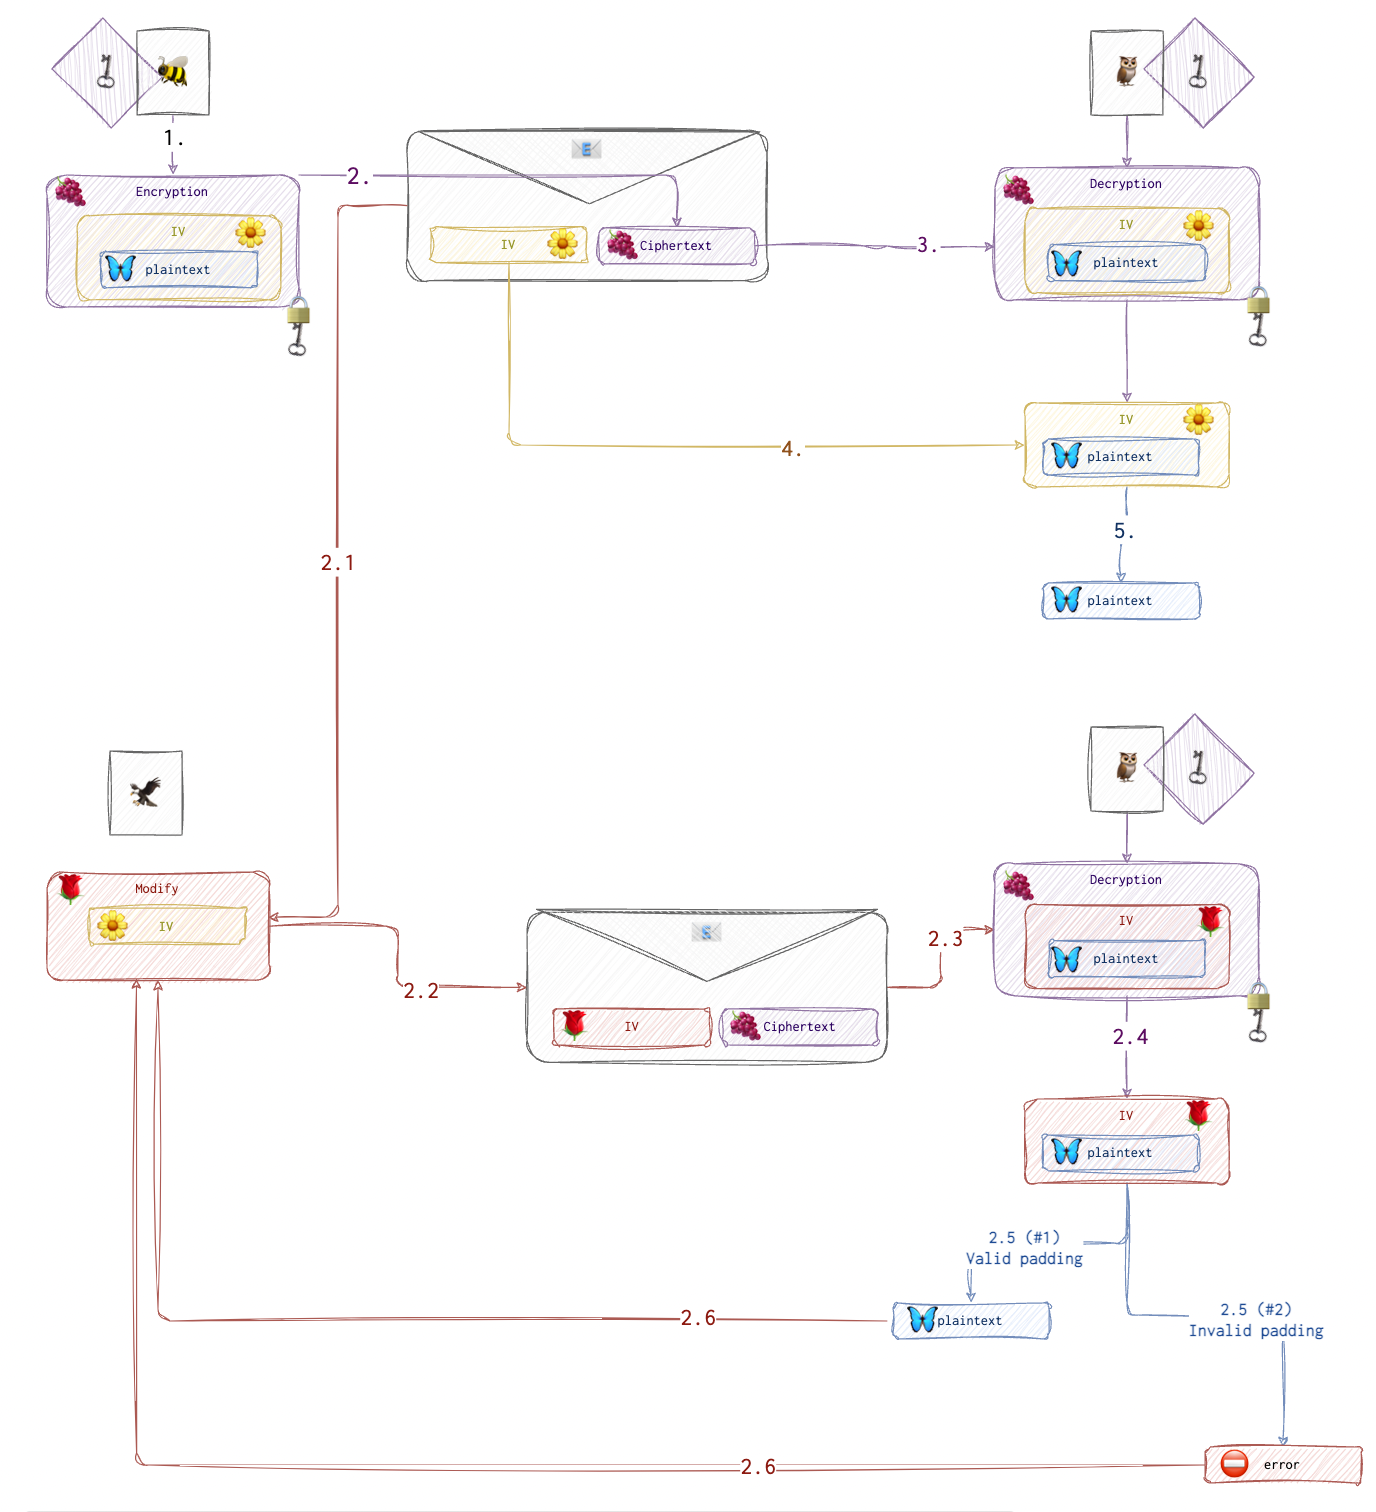 1.
Encryption
IV
plaintext
2.
E
IV
Ciphertext
3.
Decryption
IV
plaintext
4.
IV
plaintext
5.
plaintext
2.1
Modify
IV
2.2
S
IV
Ciphertext
2.3
Decryption
IV
plaintext
2.4
IV
plaintext
2.5 (#1)
Valid padding
plaintext
2.5 (#2)
Invalid padding
2.6
error
2.6